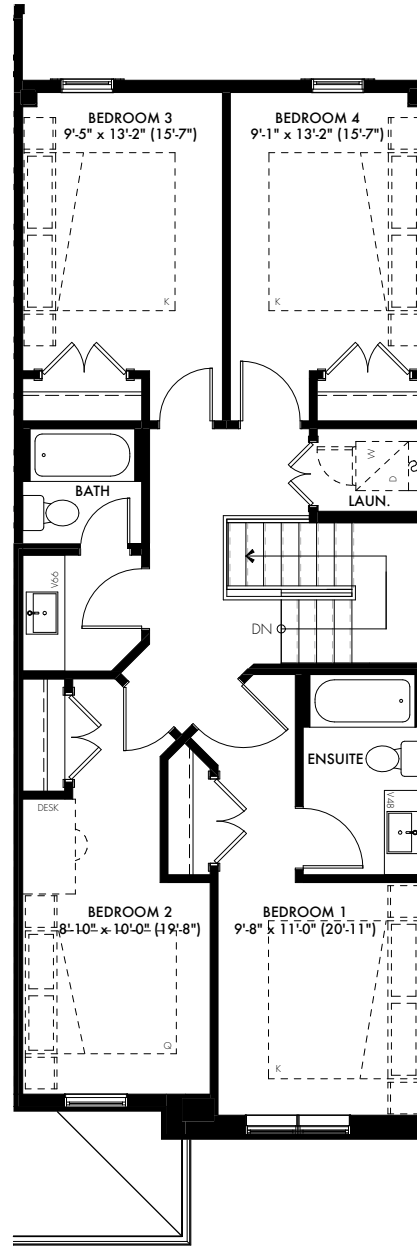 BEDROOM 3
9'-5" x 13'-2" (15'-7")
BEDROOM 4
9'-1" x 13'-2" (15'-7")
K
K
W
D
LAUN.
BATH
V66
DN
ENSUITE
V48
DESK
BEDROOM 2
8'-10" x 10'-0" (19'-8")
BEDROOM 1
9'-8" x 11'-0" (20'-11")
Q
K